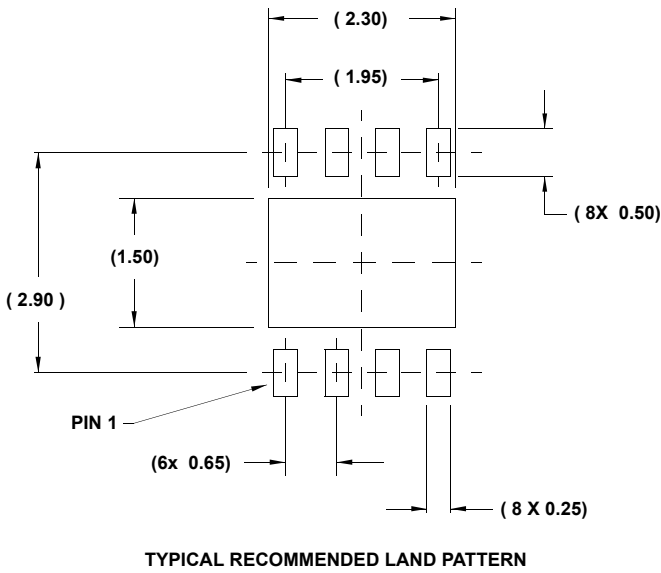 ( 2.30)
( 1.95)
( 8X 0.50)
(1.50)
( 2.90 )
PIN 1
(6x 0.65)
( 8 X 0.25)
TYPICAL RECOMMENDED LAND PATTERN